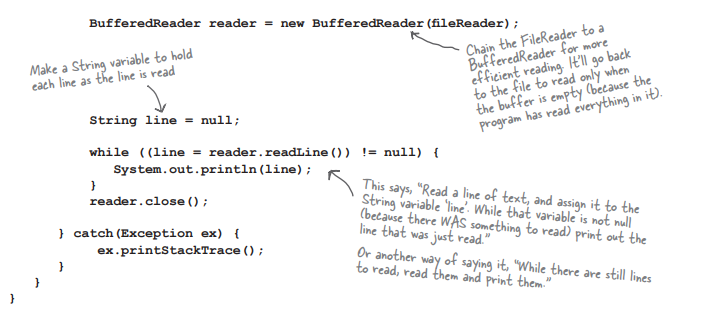 BufferedReader reader = new BufferedReader(fileReader);
Chain the FileReader to a
BufferedReader for more
efficient reading. It'll go back
to the file to read only when
the buffer is empty (because the
program has read everything in it).
Make a String variable to hold
each line as the line is read
String line = null;
while ((line = reader.readLine()) != null) {
System.out.println(line);
}
reader.close();
This says, "Read a line of text, and assign it to the
String variable 'line'. While that variable is not null
(because there WAS something to read) print out the
line that was just read."
Or another way of saying it, "While there are still lines
to read, read them and print them."
} catch(Exception ex) {
ex.printStackTrace();
}
}
}